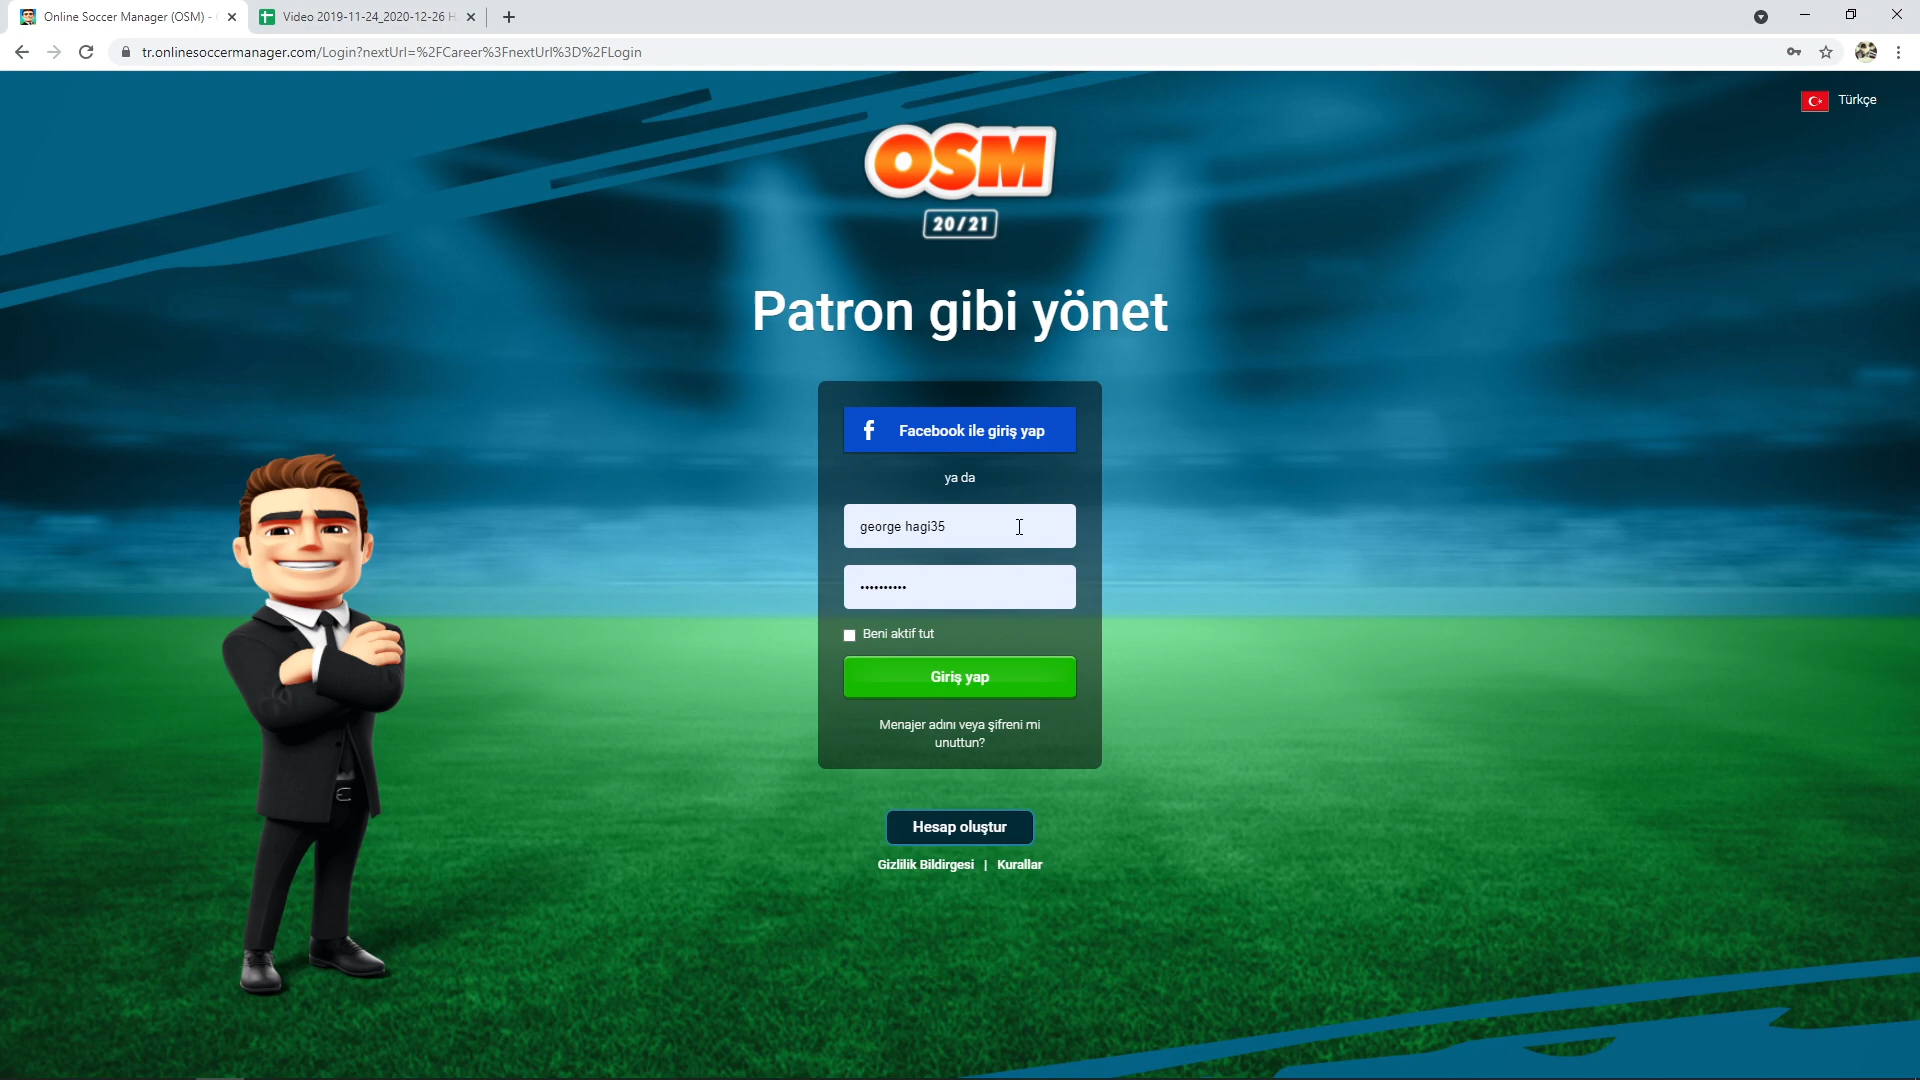 Online Soccer Manager (OSM) -
Video 2019-11-24_2020-12-26 H
tr.onlinesoccermanager.com/Login?nextUrl=%2FCareer%3FnextUrl%3D%2FLogin
Türkçe
OSM
20/21
Patron gibi yönet
Facebook ile giriş yap
ya da
george hagi35
••••••••••
Beni aktif tut
Giriş yap
Menajer adını veya şifreni mi
unuttun?
Hesap oluştur
Gizlilik Bildirgesi | Kurallar